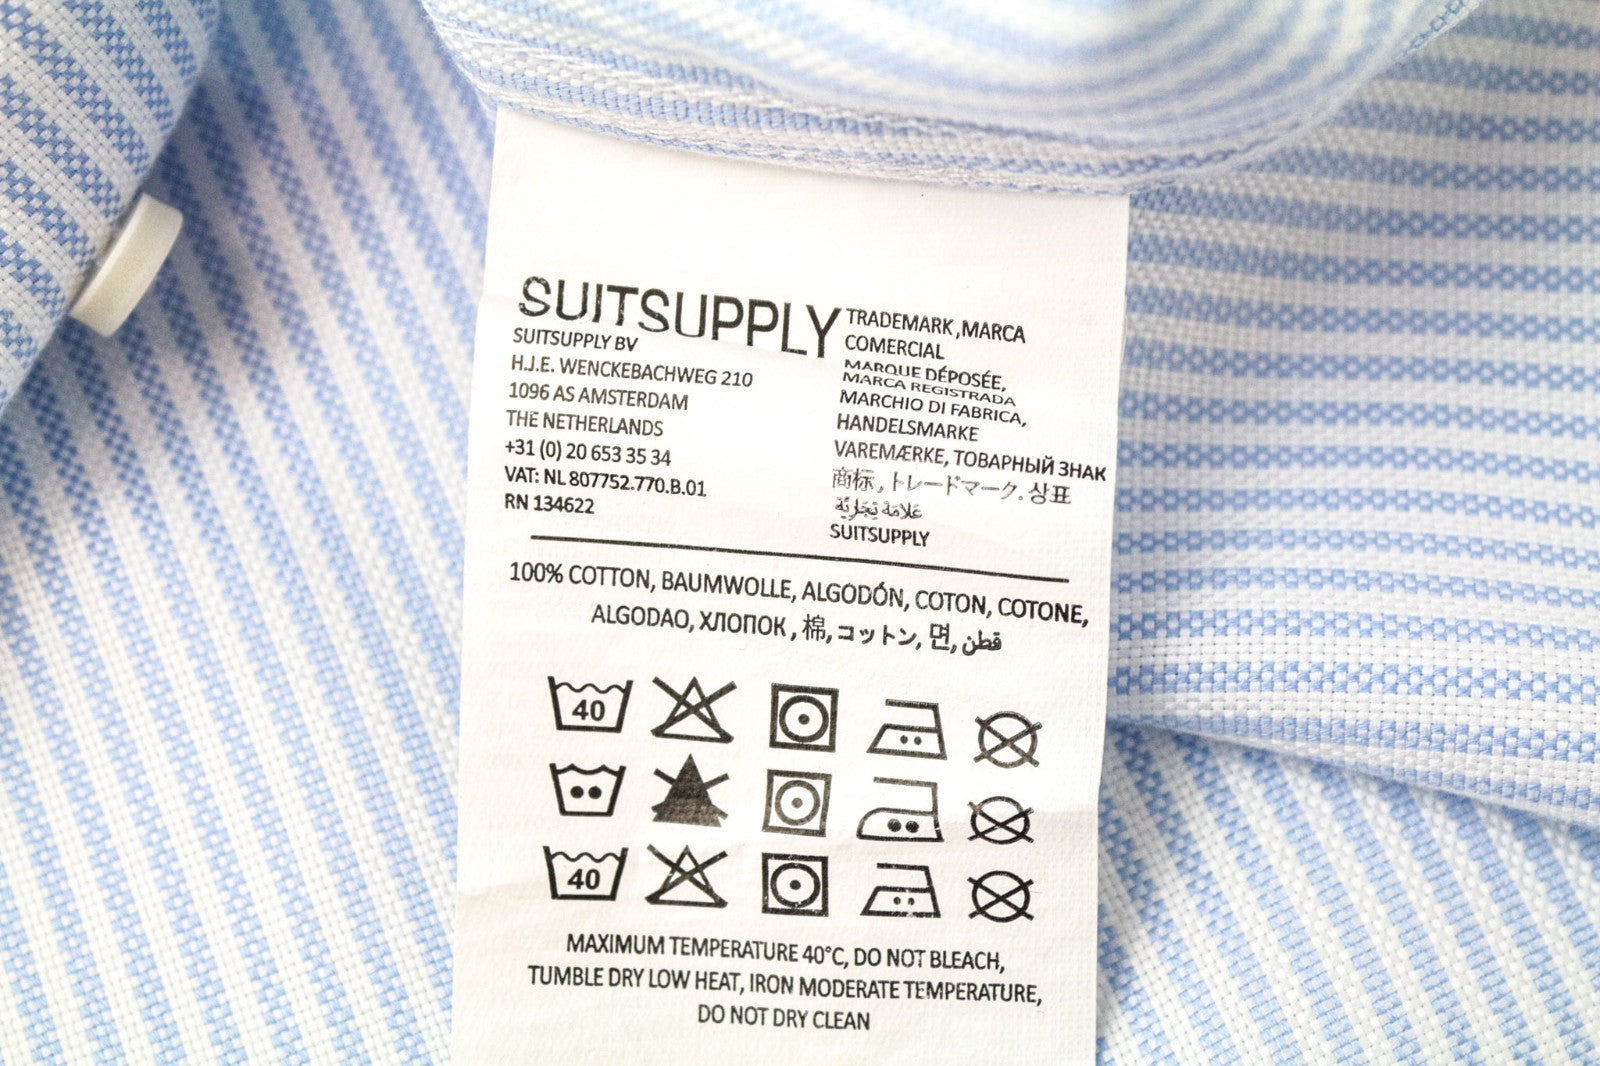 SUITSUPPLY
SUITSUPPLY BV
H.J.E. WENCKEBACHWEG 210
1096 AS AMSTERDAM
THE NETHERLANDS
+31 (0) 20 653 35 34
VAT: NL 807752.770.B.01
RN 134622
TRADEMARK ,MARCA
COMERCIAL
MARQUE DÉPOSÉE,
MARCA REGISTRADA
MARCHIO DI FABRICA,
HANDELSMARKE
VAREMÆRKE, ТОВАРНЫЙ ЗНАК
商标, トレードマーク. 상표
علامة تجارية
SUITSUPPLY
100% COTTON, BAUMWOLLE, ALGODÓN, COTON, COTONE,
ALGODAO, ХЛОПОК , 棉, コットン, 면, قطن
40
40
MAXIMUM TEMPERATURE 40°C, DO NOT BLEACH,
TUMBLE DRY LOW HEAT, IRON MODERATE TEMPERATURE,
DO NOT DRY CLEAN